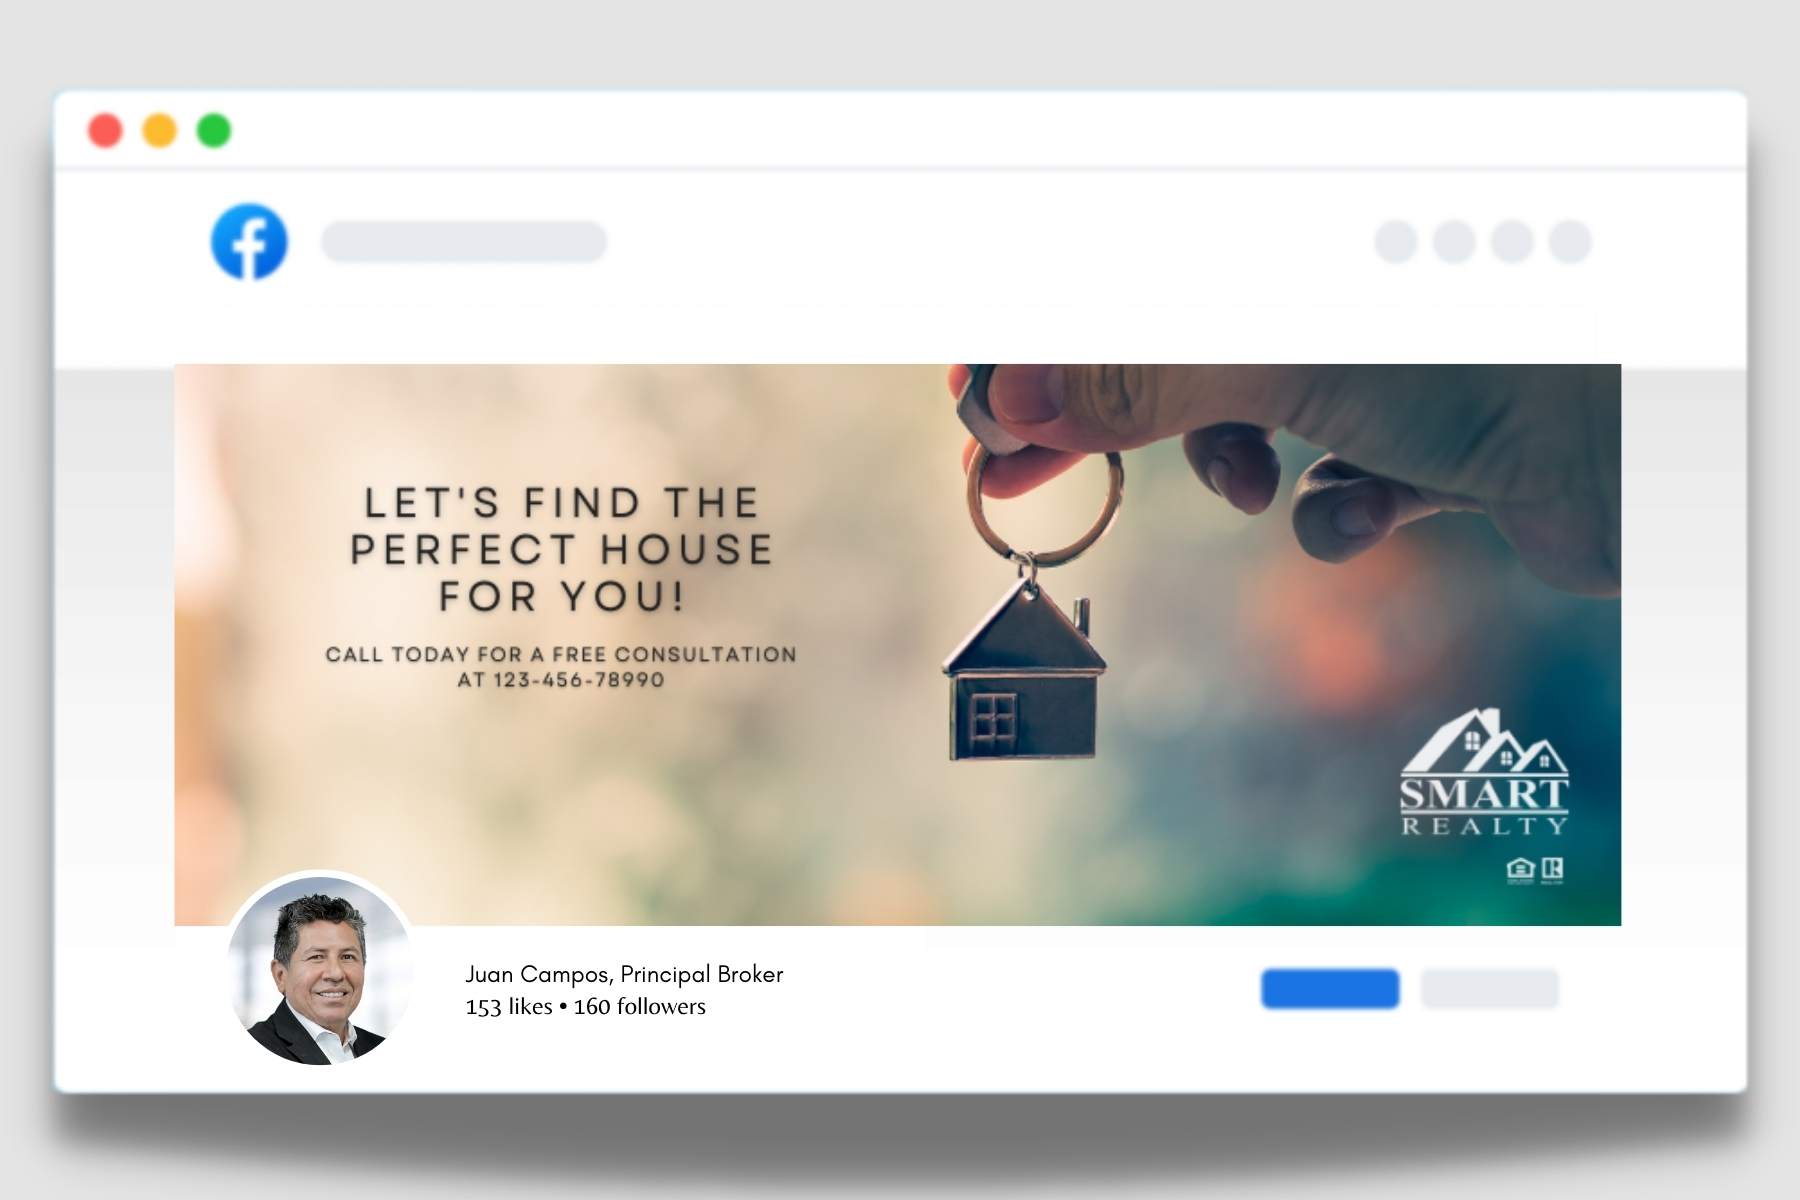 LET'S FIND THE
PERFECT HOUSE
FOR YOU!
CALL TODAY FOR A FREE CONSULTATION
AT 123-456-78990
SMART
REALTY
Juan Campos, Principal Broker
153 likes • 160 followers